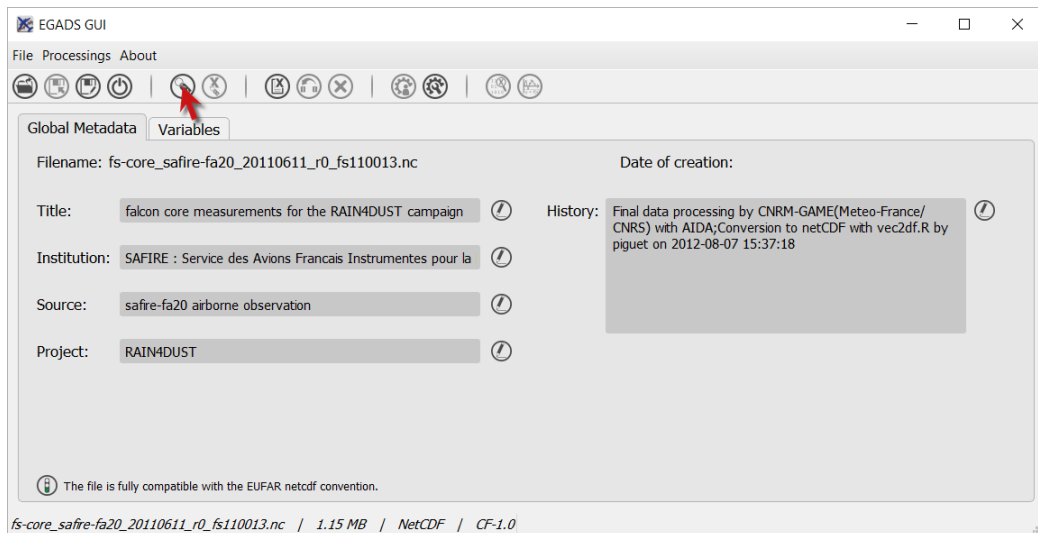 EGADS GUI
File Processings About
Global Metadata Variables
Filename: fs-core_safire-fa20_20110611_r0_fs110013.nc
Date of creation:
Title: falcon core measurements for the RAIN4DUST campaign
Institution: SAFIRE : Service des Avions Francais Instrumentes pour la
Source: safire-fa20 airborne observation
Project: RAIN4DUST
History: Final data processing by CNRM-GAME(Meteo-France/
CNRS) with AIDA;Conversion to netCDF with vec2df.R by
piguet on 2012-08-07 15:37:18
The file is fully compatible with the EUFAR netcdf convention.
fs-core_safire-fa20_20110611_r0_fs110013.nc | 1.15 MB | NetCDF | CF-1.0